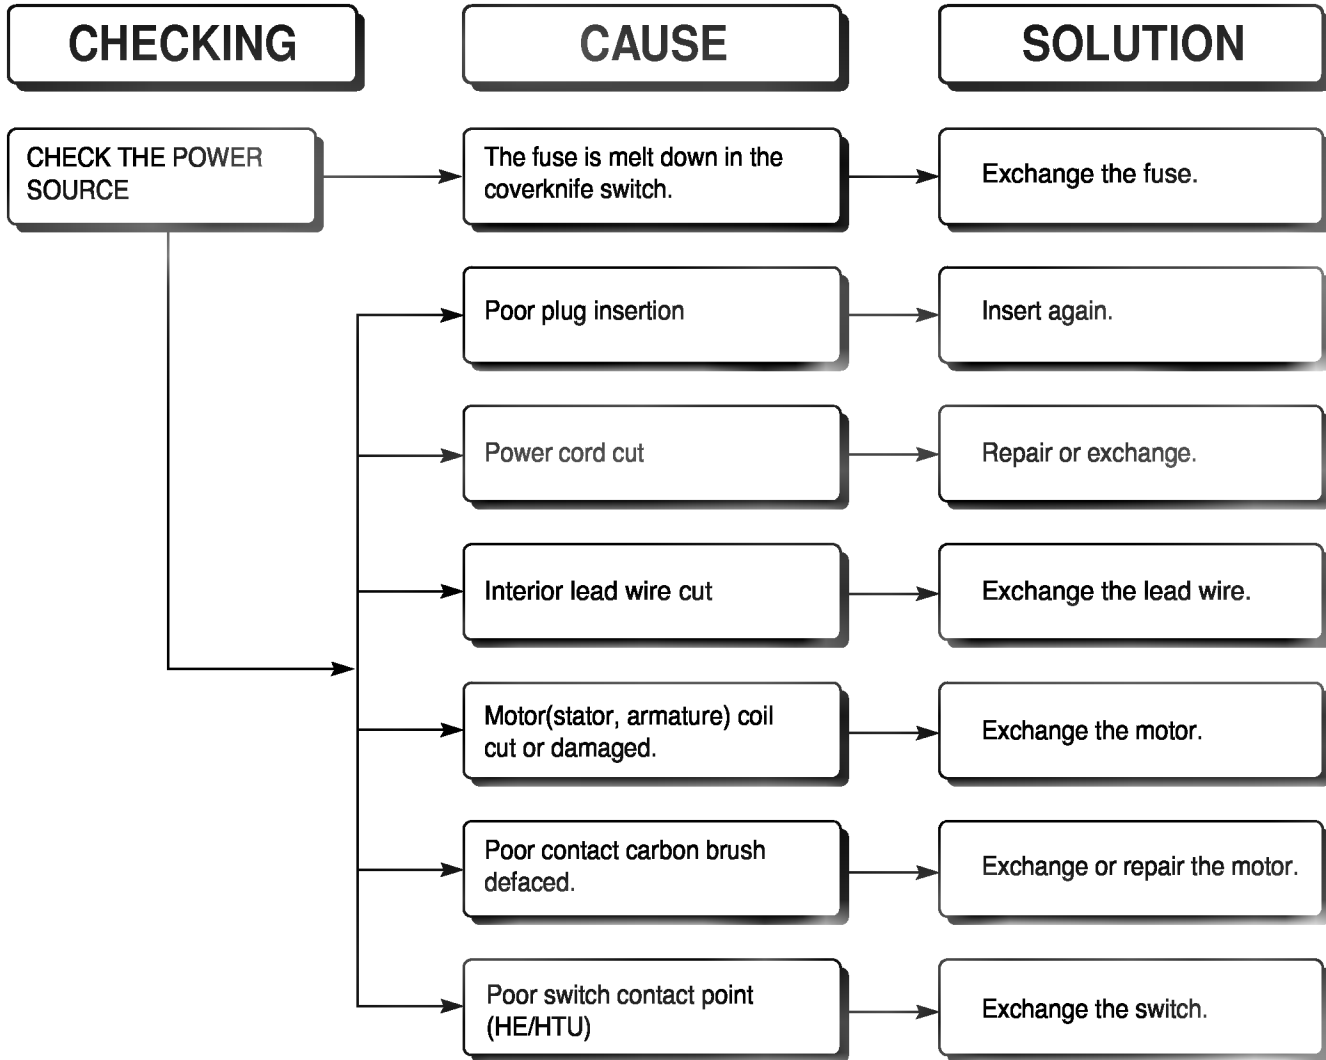 CHECKING
CAUSE
SOLUTION
CHECK THE POWER
SOURCE
The fuse is melt down in the
coverknife switch.
Exchange the fuse.
Poor plug insertion
Insert again.
Power cord cut
Repair or exchange.
Interior lead wire cut
Exchange the lead wire.
Motor(stator, armature) coil
cut or damaged.
Exchange the motor.
Poor contact carbon brush
defaced.
Exchange or repair the motor.
Poor switch contact point
(HE/HTU)
Exchange the switch.